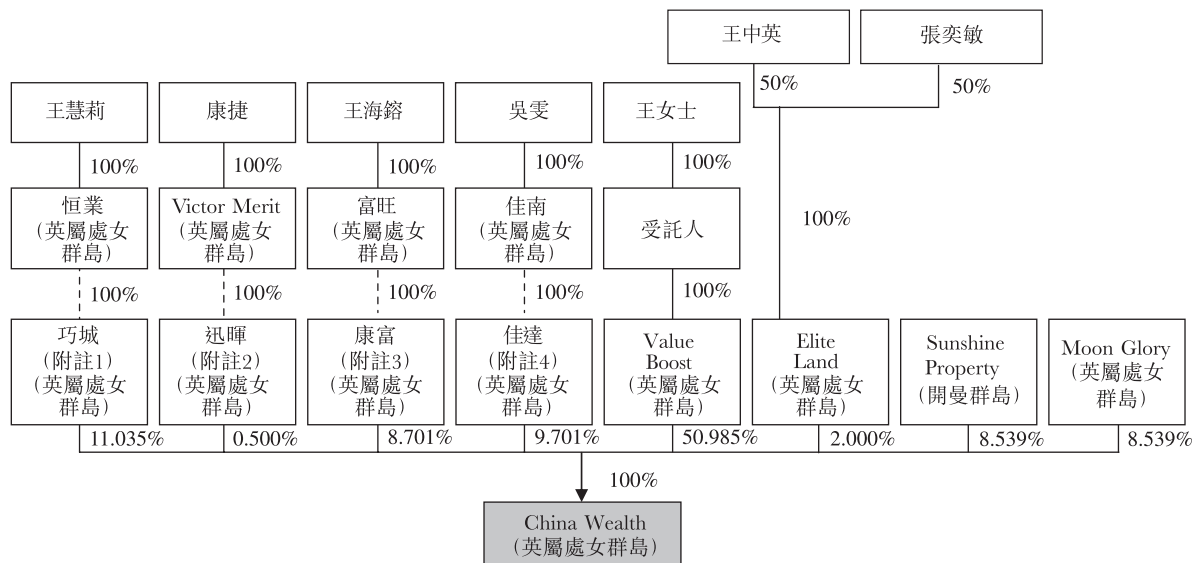 王中英
張奕敏
50%
50%
王慧莉
康捷
王海鎔
吳雯
王女士
100%
100%
100%
100%
100%
恒業
(英屬處女
群島)
Victor Merit
(英屬處女
群島)
富旺
(英屬處女
群島)
佳南
(英屬處女
群島)
受託人
100%
100%
100%
100%
100%
100%
巧城
(附註1)
(英屬處女
群島)
迅暉
(附註2)
(英屬處女
群島)
康富
(附註3)
(英屬處女
群島)
佳達
(附註4)
(英屬處女
群島)
Value
Boost
(英屬處女
群島)
Elite
Land
(英屬處女
群島)
Sunshine
Property
(開曼群島)
Moon Glory
(英屬處女
群島)
11.035%
0.500%
8.701%
9.701%
50.985%
2.000%
8.539%
8.539%
100%
China Wealth
(英屬處女群島)